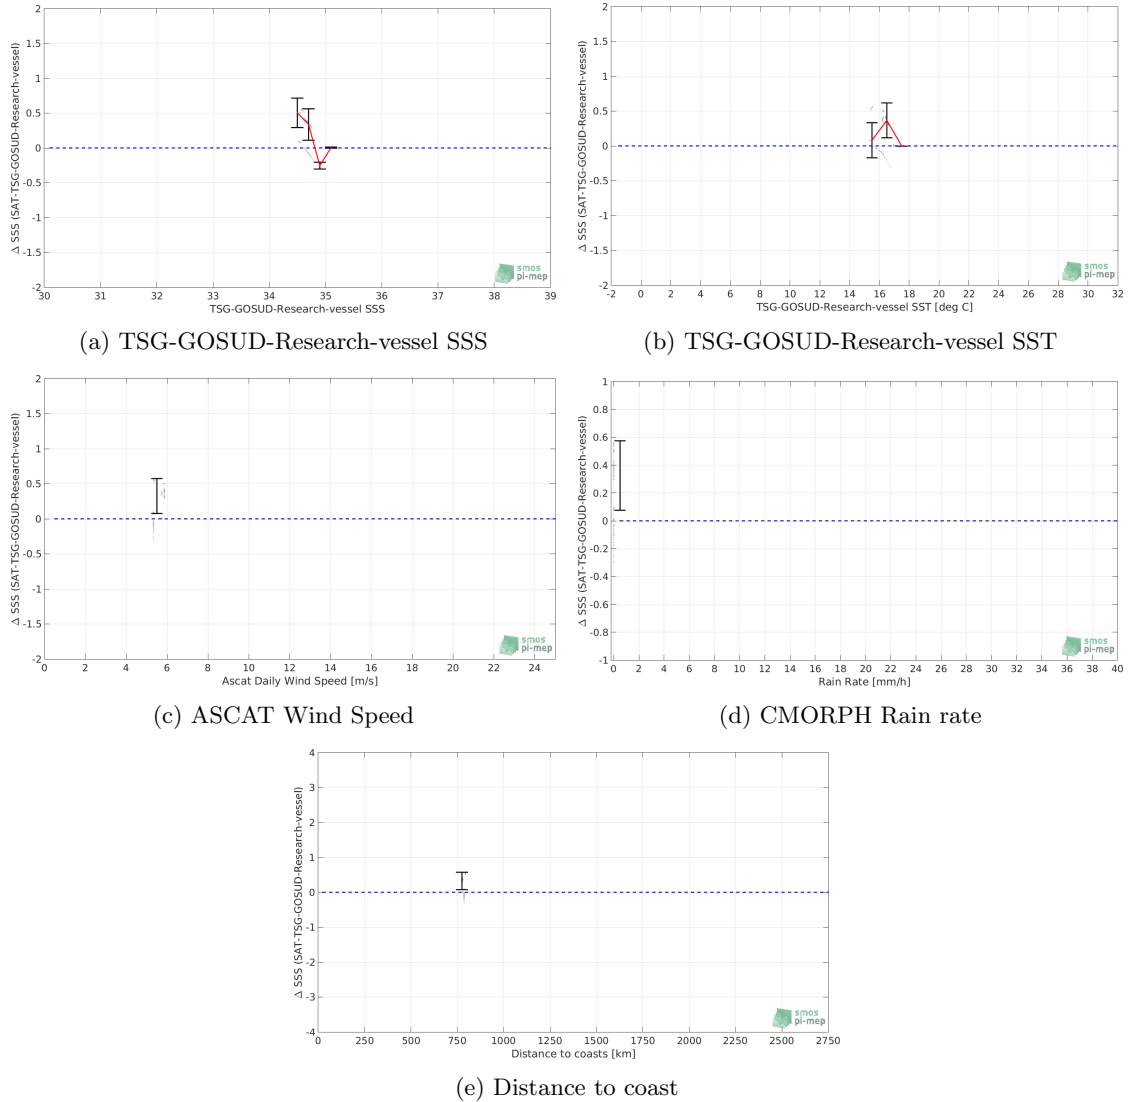 2
1.5
1
0.5
0
-0.5
-1
-1.5
-2
Δ SSS (SAT-TSG-GOSUD-Research-vessel)
30 31 32 33 34 35 36 37 38 39
TSG-GOSUD-Research-vessel SSS
smos
pi-mep
(a) TSG-GOSUD-Research-vessel SSS
2
1.5
1
0.5
0
-0.5
-1
-1.5
-2
Δ SSS (SAT-TSG-GOSUD-Research-vessel)
-2 0 2 4 6 8 10 12 14 16 18 20 22 24 26 28 30 32
TSG-GOSUD-Research-vessel SST [deg C]
smos
pi-mep
(b) TSG-GOSUD-Research-vessel SST
2
1.5
1
0.5
0
-0.5
-1
-1.5
-2
Δ SSS (SAT-TSG-GOSUD-Research-vessel)
0 2 4 6 8 10 12 14 16 18 20 22 24
Ascat Daily Wind Speed [m/s]
smos
pi-mep
(c) ASCAT Wind Speed
1
0.8
0.6
0.4
0.2
0
-0.2
-0.4
-0.6
-0.8
-1
Δ SSS (SAT-TSG-GOSUD-Research-vessel)
0 2 4 6 8 10 12 14 16 18 20 22 24 26 28 30 32 34 36 38 40
Rain Rate [mm/h]
smos
pi-mep
(d) CMORPH Rain rate
4
3
2
1
0
-1
-2
-3
-4
Δ SSS (SAT-TSG-GOSUD-Research-vessel)
0 250 500 750 1000 1250 1500 1750 2000 2250 2500 2750
Distance to coasts [km]
smos
pi-mep
(e) Distance to coast